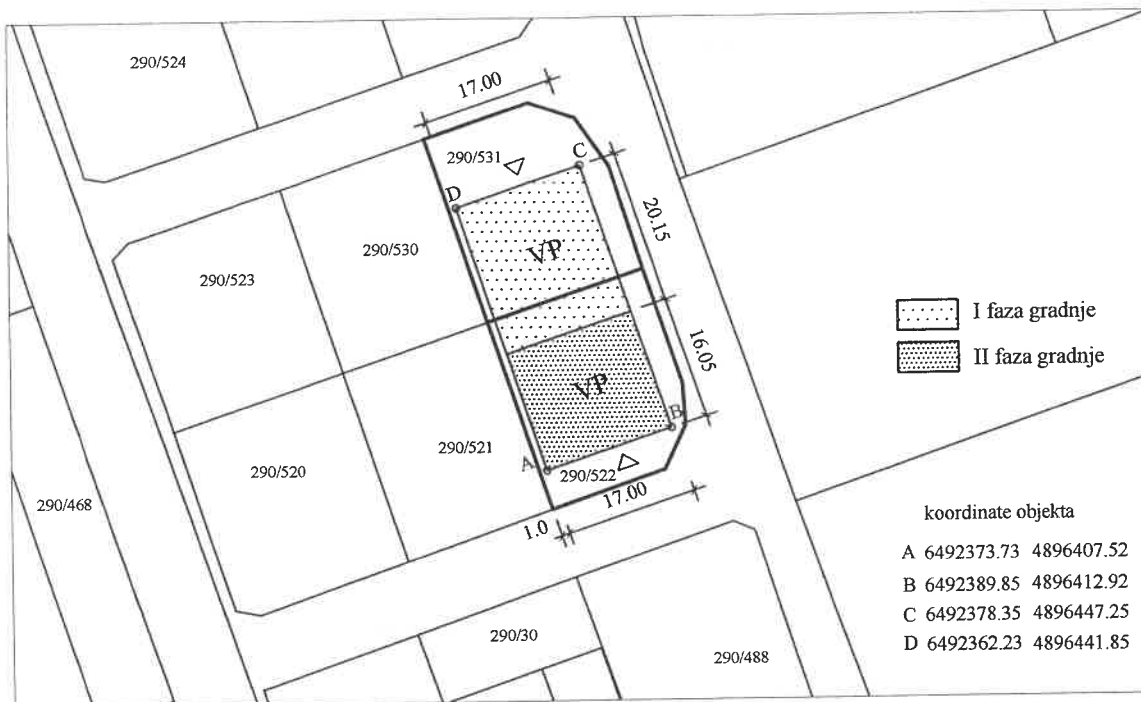 290/524
17.00
C
290/531
D
20.15
VP
290/530
290/523
I faza gradnje
II faza gradnje
16.05
VP
B
290/521
A
290/520
290/522
290/468
17.00
1.0
koordinate objekta
A 6492373.73 4896407.52
B 6492389.85 4896412.92
C 6492378.35 4896447.25
D 6492362.23 4896441.85
290/30
290/488